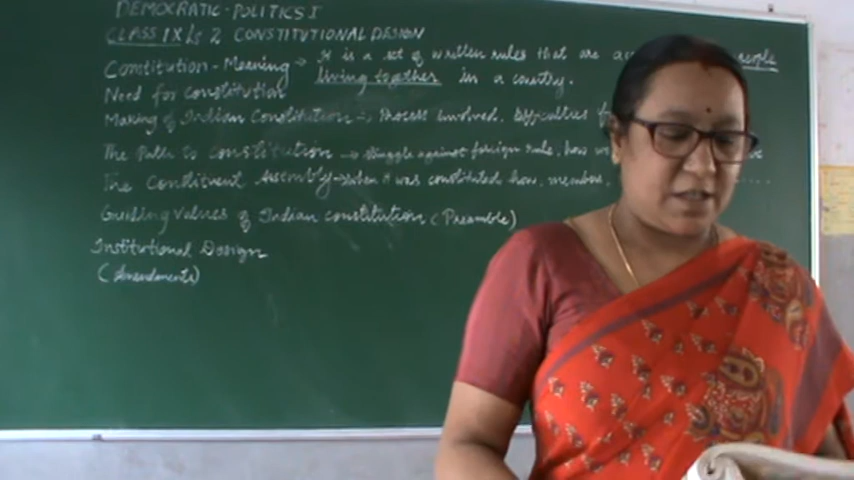 DEMOCRATIC-POLITICS I
CLASS IX Ls 2 CONSTITUTIONAL DESIGN
Constitution - Meaning → It is a set of written rules that are a people
living together in a country.
Need for constitution
Making of Indian Constitution → Process involved. Difficulties f
The Path to constitution → struggle against foreign rule, how w ve
The Constituent Assembly → when it was constituted, how, members,
Guiding values of Indian constitution (Preamble)
Institutional Design
(Amendments)